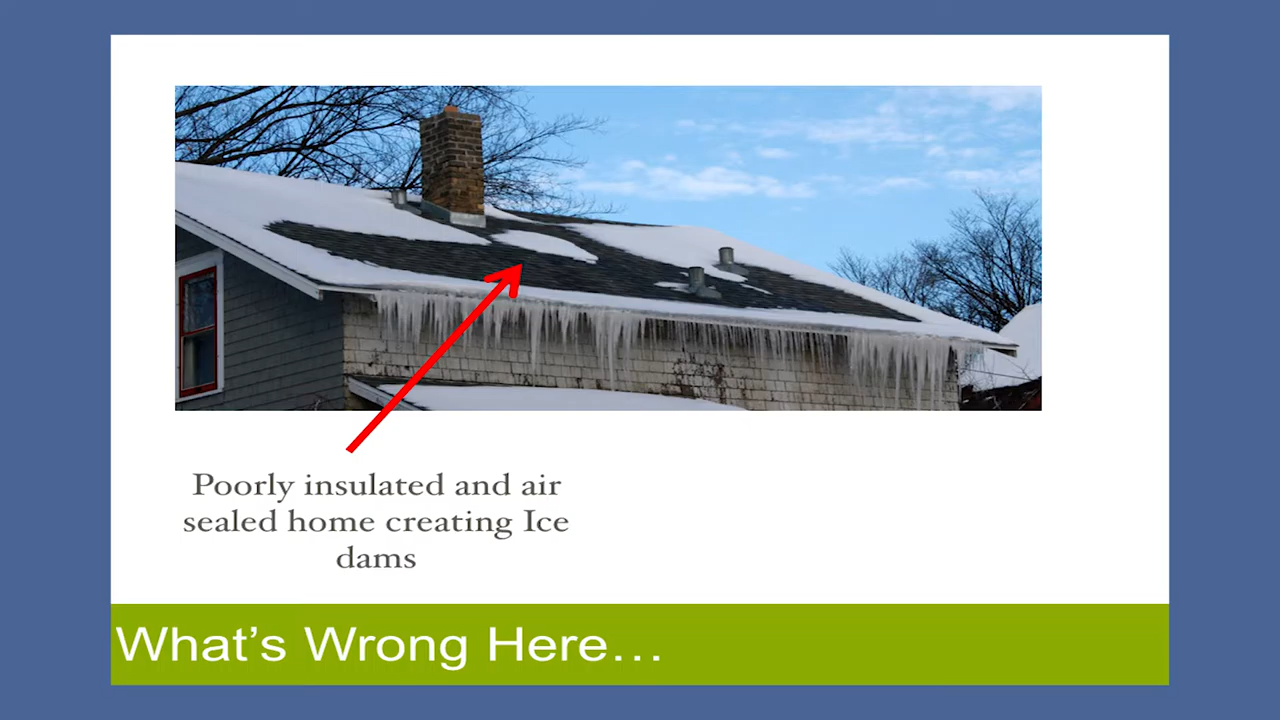 Poorly insulated and air
sealed home creating Ice
dams
What’s Wrong Here…